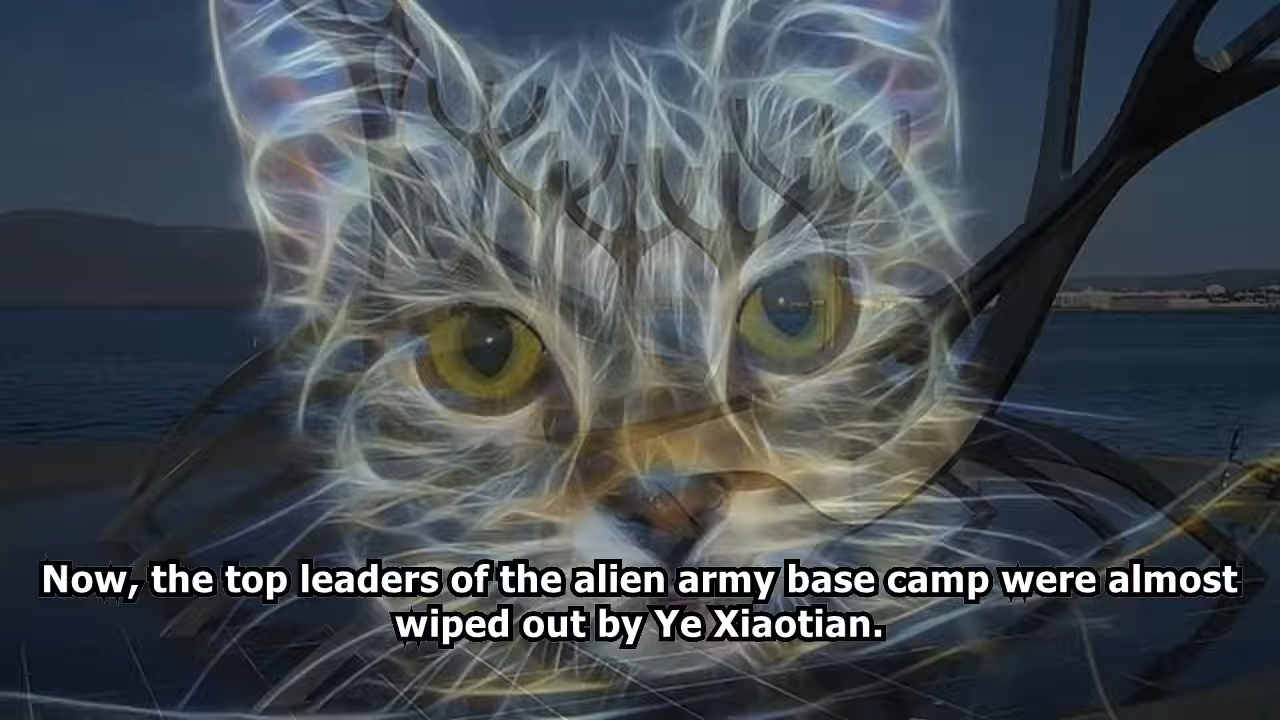 Now, the top leaders of the alien army base camp were almost
wiped out by Ye Xiaotian.